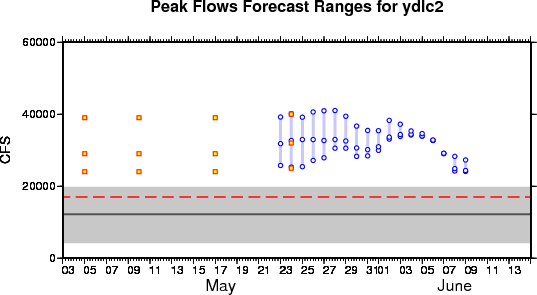 Peak Flows Forecast Ranges for ydlc2
60000
40000
20000
0
CFS
03 05 07 09 11 13 15 17 19 21 23 25 27 29 31 01 03 05 07 09 11 13
May June